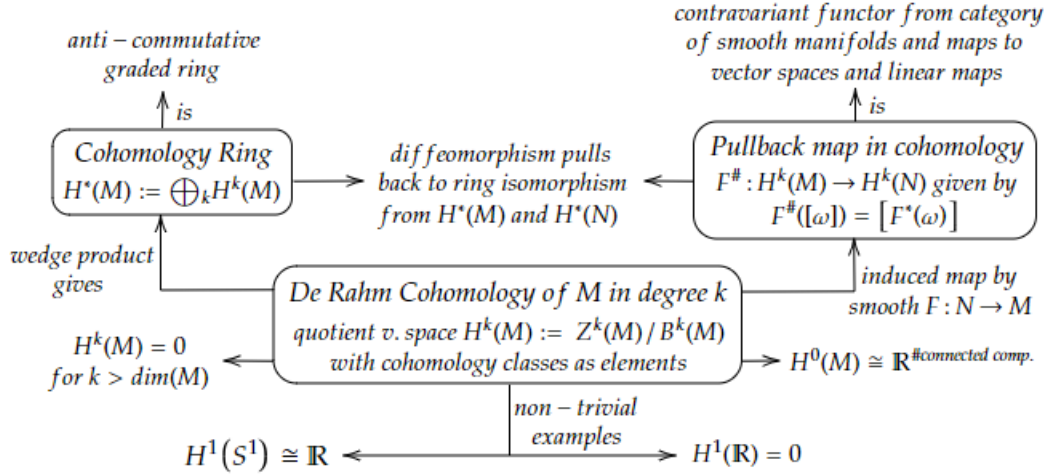 anti − commutative
graded ring
is
Cohomology Ring
H*(M) := ⨁ₖHᵏ(M)
contravariant functor from category
of smooth manifolds and maps to
vector spaces and linear maps
is
Pullback map in cohomology
F^# : Hᵏ(M) → Hᵏ(N) given by
F^#([ω]) = [F*(ω)]
diffeomorphism pulls
back to ring isomorphism
from H*(M) and H*(N)
wedge product
gives
induced map by
smooth F : N → M
De Rahm Cohomology of M in degree k
quotient v. space Hᵏ(M) := Zᵏ(M)/Bᵏ(M)
with cohomology classes as elements
Hᵏ(M) = 0
for k > dim(M)
H⁰(M) ≅ ℝ^#connected comp.
non − trivial
examples
H¹(S¹) ≅ ℝ
H¹(ℝ) = 0